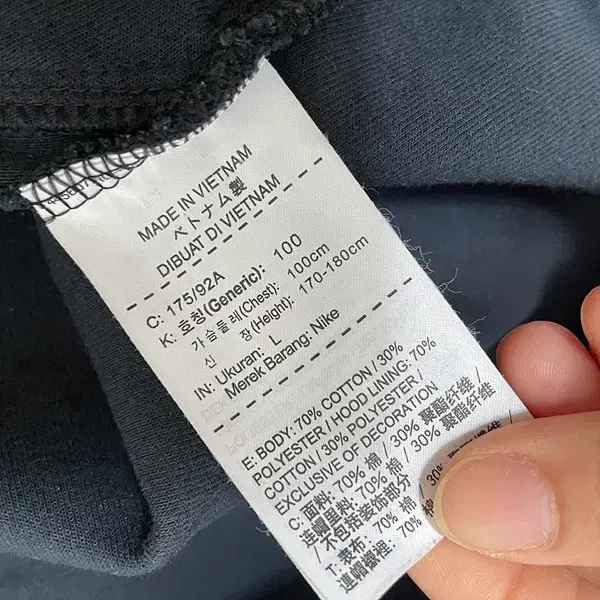 MADE IN VIETNAM
ベトナム製
DIBUAT DI VIETNAM
C: 175/92A
K: 호칭(Generic): 100
가슴둘레(Chest): 100cm
신 장(Height): 170-180cm
IN: Ukuran: L
Merek Barang: Nike
E: BODY: 70% COTTON / 30%
POLYESTER / HOOD LINING: 70%
COTTON / 30% POLYESTER /
EXCLUSIVE OF DECORATION
C: 面料: 70% 棉 / 30% 聚酯纤维 /
连帽里料: 70% 棉 / 30% 聚酯纤维
/ 不包括装饰部分
T: 表布: 70% 棉 / 30%
連帽襯裡: 70% 棉